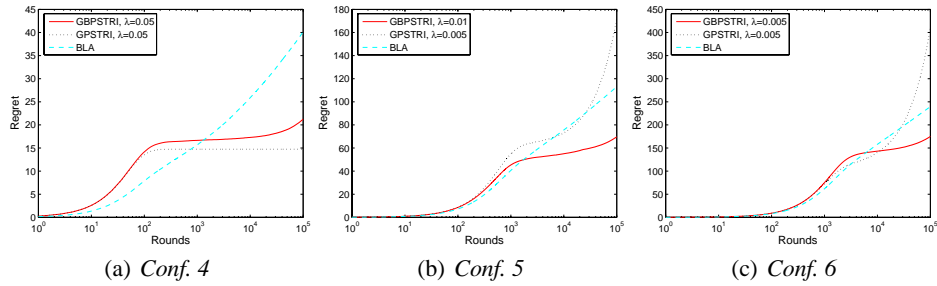 45
40
35
30
25
20
15
10
5
0
Regret
10^0 10^1 10^2 10^3 10^4 10^5
Rounds
GBPSTRI, λ=0.05
GPSTRI, λ=0.05
BLA
(a) Conf. 4
180
160
140
120
100
80
60
40
20
0
Regret
10^0 10^1 10^2 10^3 10^4 10^5
Rounds
GBPSTRI, λ=0.01
GPSTRI, λ=0.005
BLA
(b) Conf. 5
450
400
350
300
250
200
150
100
50
0
Regret
10^0 10^1 10^2 10^3 10^4 10^5
Rounds
GBPSTRI, λ=0.005
GPSTRI, λ=0.005
BLA
(c) Conf. 6